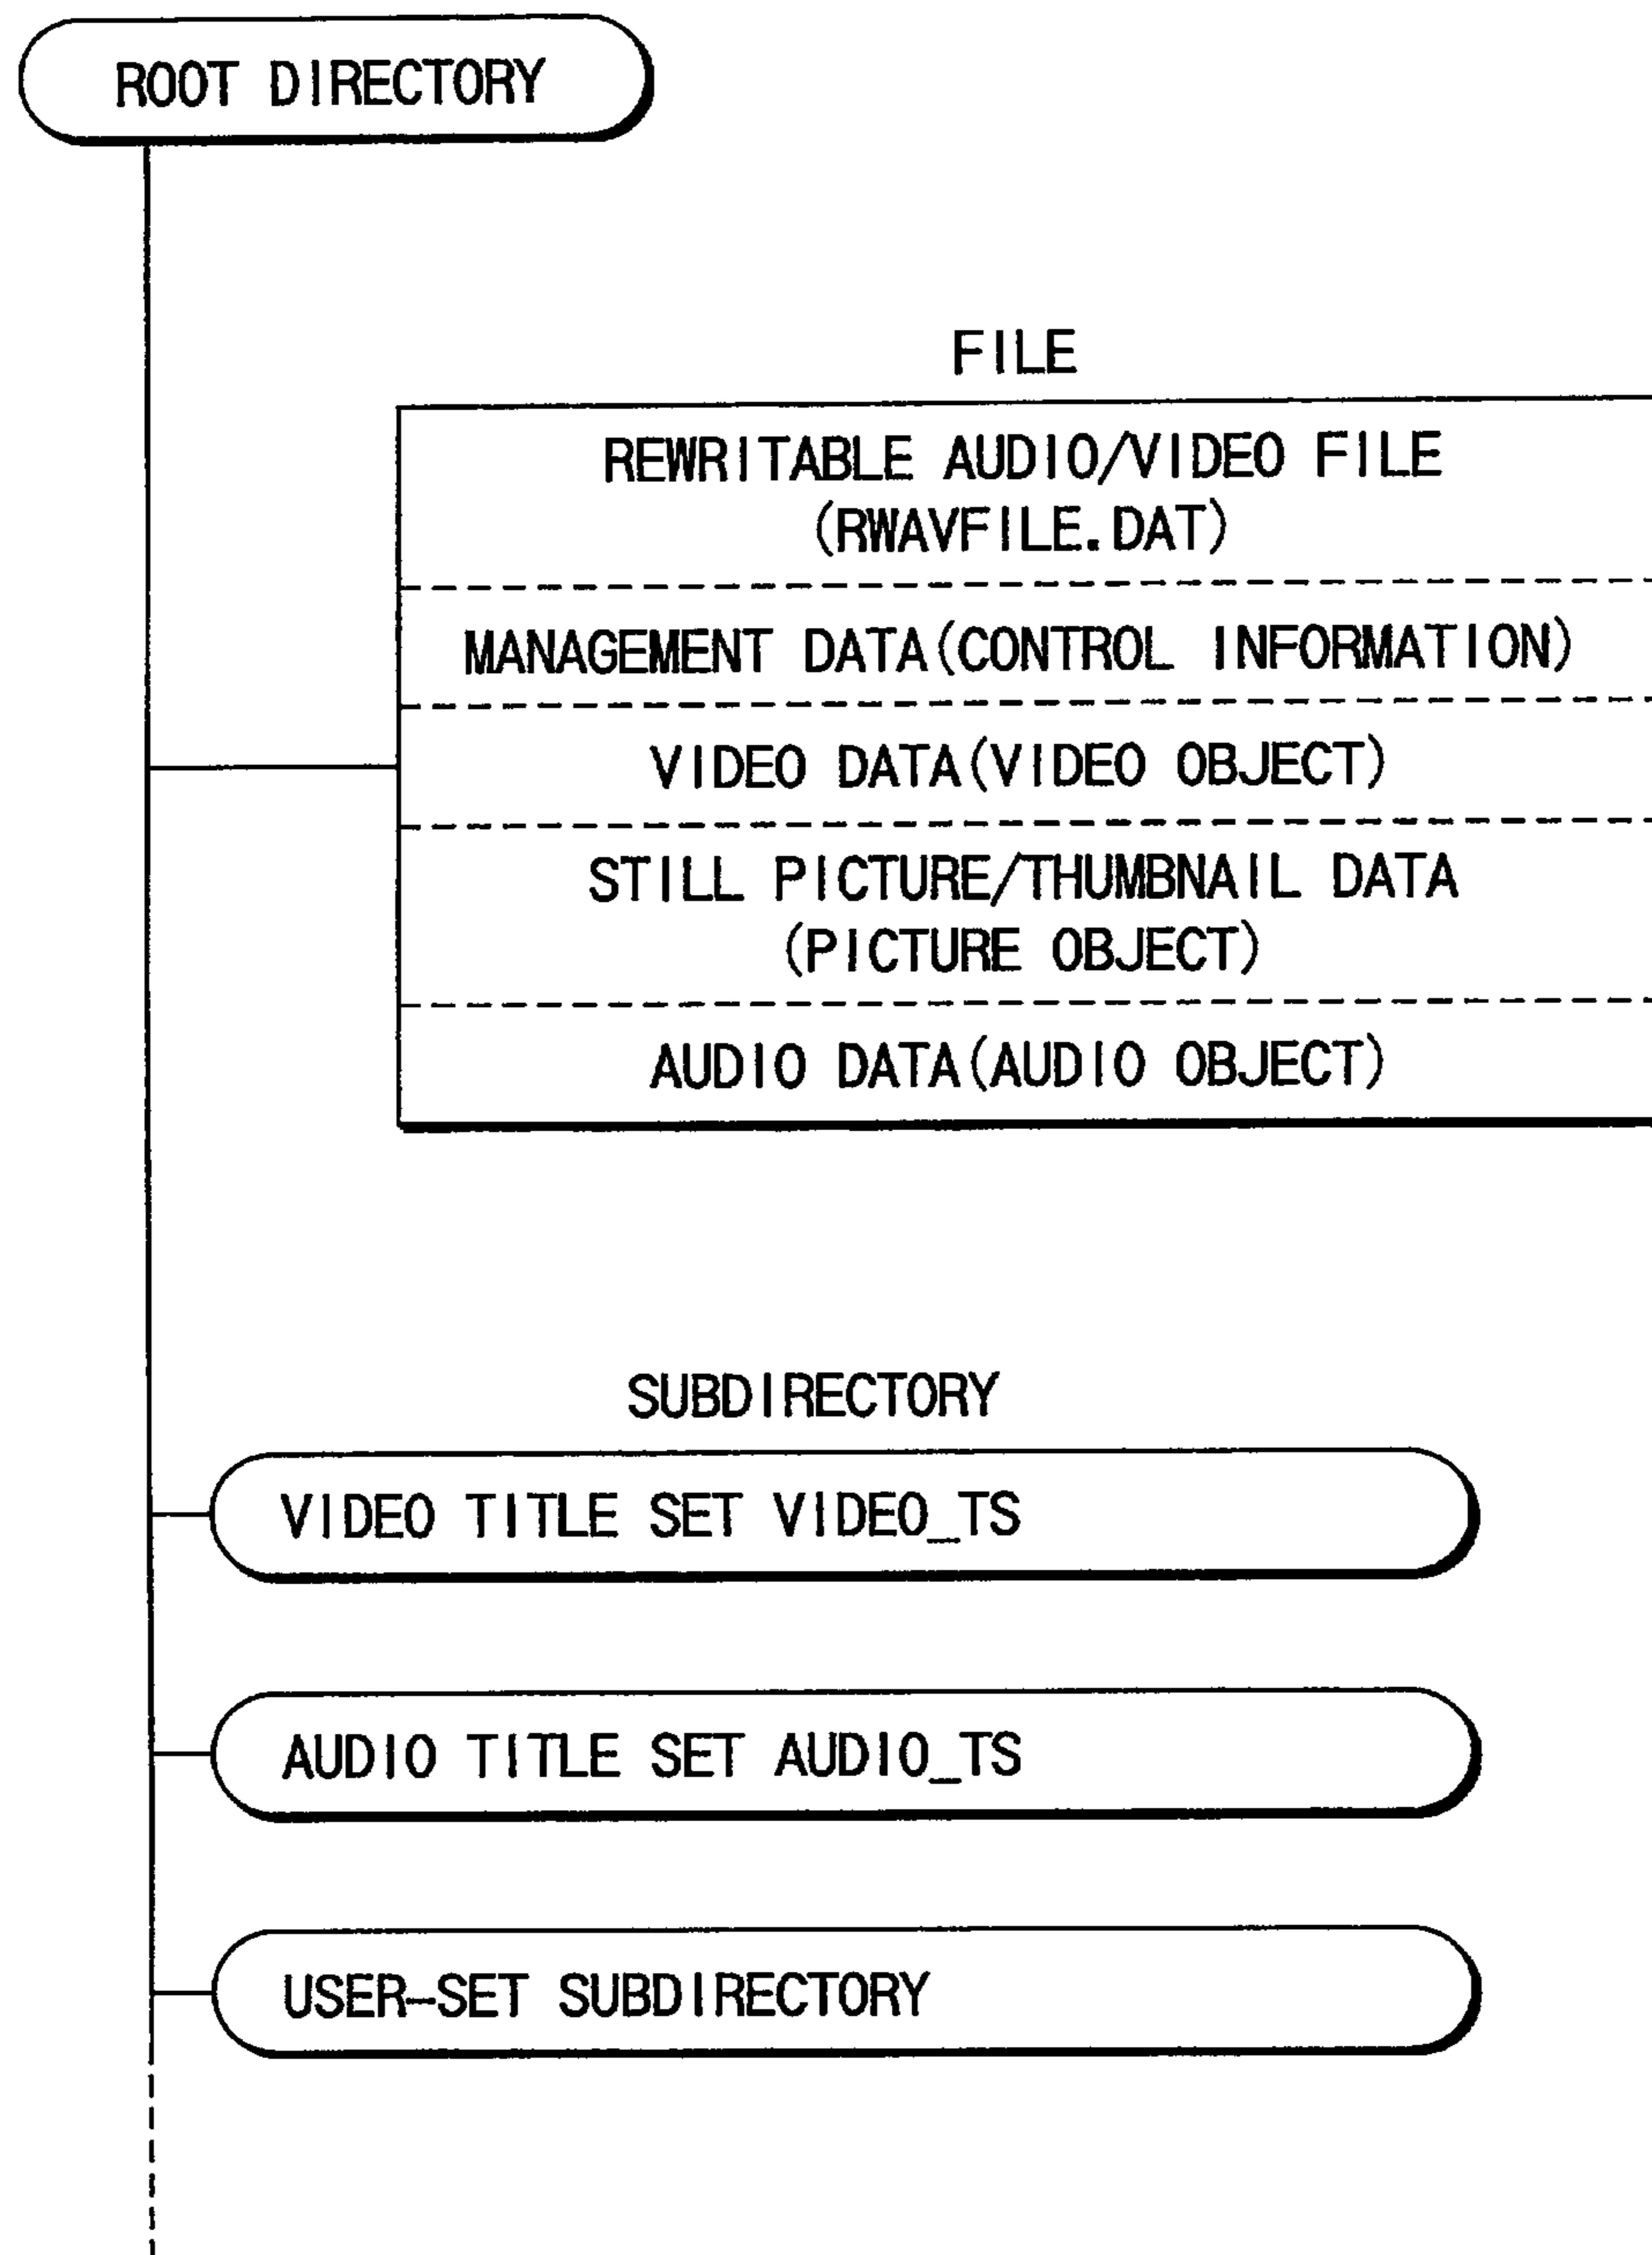 ROOT DIRECTORY
FILE
REWRITABLE AUDIO/VIDEO FILE
(RWAVFILE.DAT)
MANAGEMENT DATA(CONTROL INFORMATION)
VIDEO DATA(VIDEO OBJECT)
STILL PICTURE/THUMBNAIL DATA
(PICTURE OBJECT)
AUDIO DATA(AUDIO OBJECT)
SUBDIRECTORY
VIDEO TITLE SET VIDEO_TS
AUDIO TITLE SET AUDIO_TS
USER-SET SUBDIRECTORY